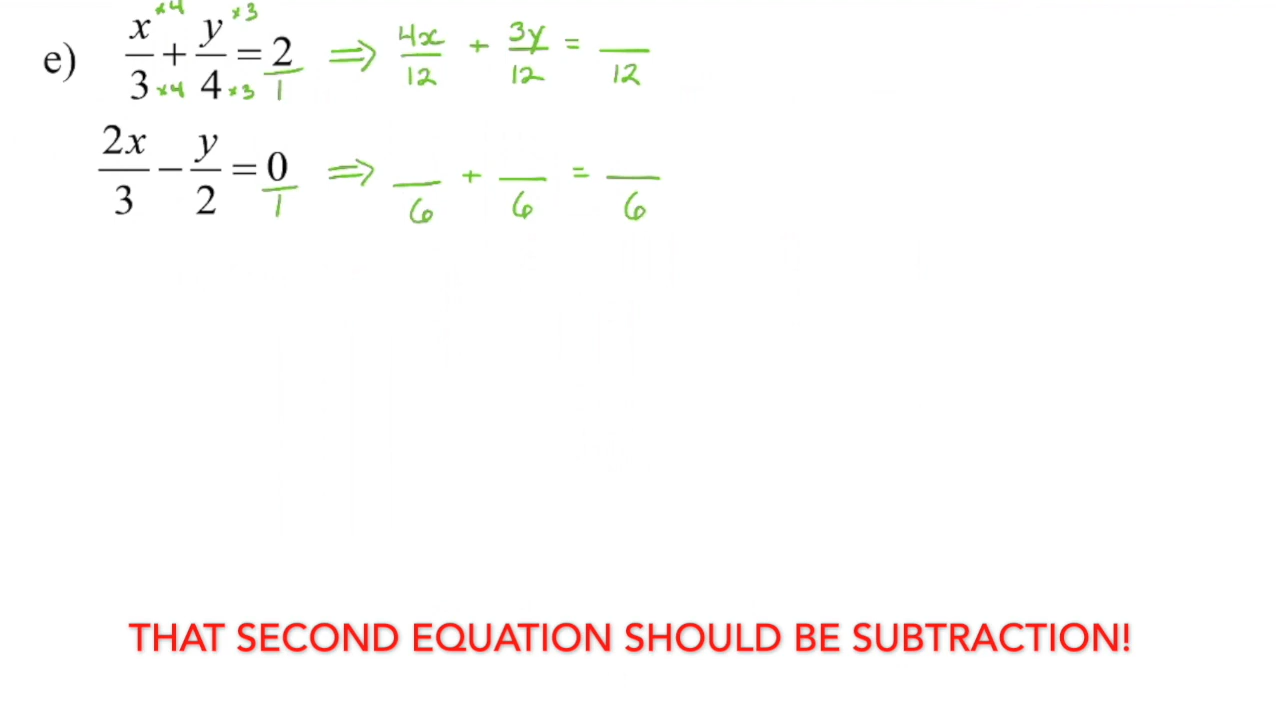 ×4 ×3
e) x/3 + y/4 = 2/1 ⇒ 4x/12 + 3y/12 = __/12
×4 ×3
2x/3 − y/2 = 0/1 ⇒ __/6 + __/6 = __/6
THAT SECOND EQUATION SHOULD BE SUBTRACTION!